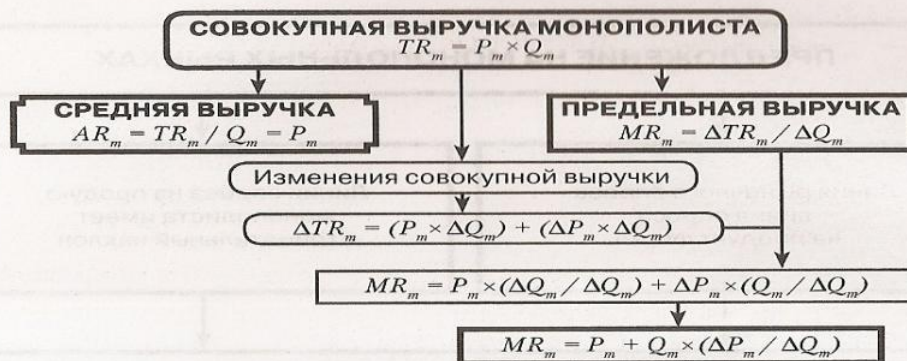 СОВОКУПНАЯ ВЫРУЧКА МОНОПОЛИСТА
TRₘ = Pₘ × Qₘ
СРЕДНЯЯ ВЫРУЧКА
ARₘ = TRₘ / Qₘ = Pₘ
ПРЕДЕЛЬНАЯ ВЫРУЧКА
MRₘ = ΔTRₘ / ΔQₘ
Изменения совокупной выручки
ΔTRₘ = (Pₘ × ΔQₘ) + (ΔPₘ × ΔQₘ)
MRₘ = Pₘ × (ΔQₘ / ΔQₘ) + ΔPₘ × (Qₘ / ΔQₘ)
MRₘ = Pₘ + Qₘ × (ΔPₘ / ΔQₘ)